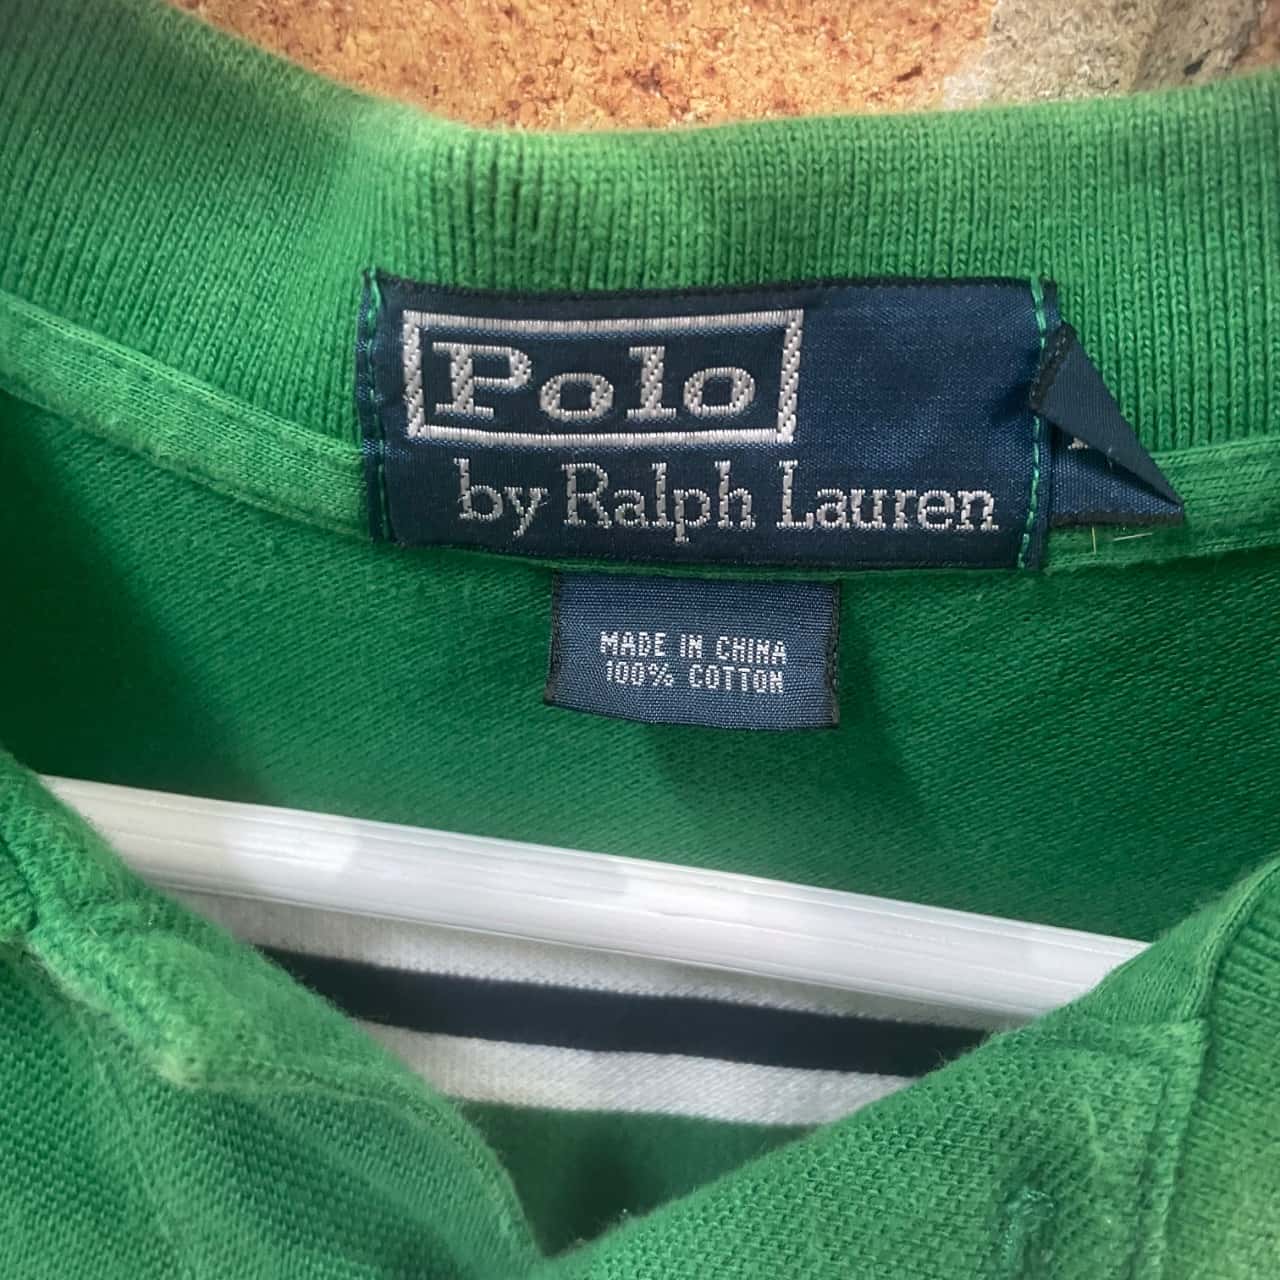 Polo
by Ralph Lauren
MADE IN CHINA
100% COTTON